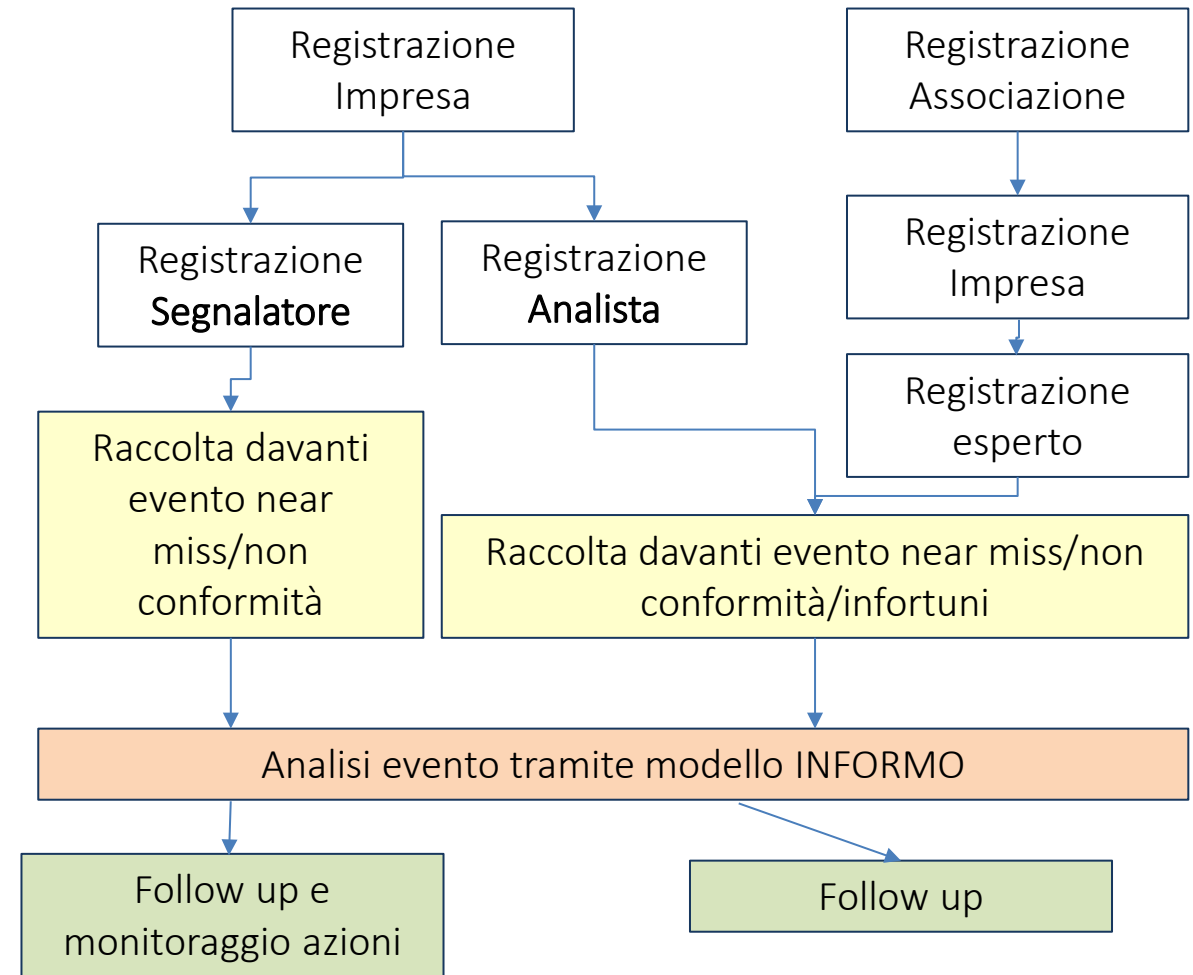 Registrazione
Impresa
Registrazione
Associazione
Registrazione
Segnalatore
Registrazione
Analista
Registrazione
Impresa
Registrazione
esperto
Raccolta davanti
evento near
miss/non
conformità
Raccolta davanti evento near miss/non
conformità/infortuni
Analisi evento tramite modello INFORMO
Follow up e
monitoraggio azioni
Follow up